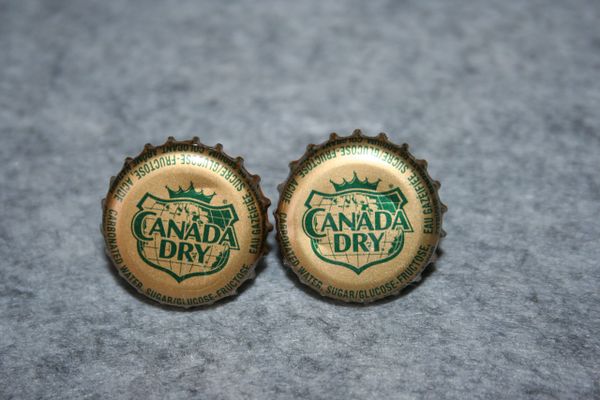 CANADA
DRY
CARBONATED WATER, SUGAR/GLUCOSE-FRUCTOSE
EAU GAZÉIFIÉE SUCRE/GLUCOSE-FRUCTOSE ACIDE
CANADA
DRY
CARBONATED WATER, SUGAR/GLUCOSE-FRUCTOSE
EAU GAZÉIFIÉE SUCRE/GLUCOSE-FRUCTOSE